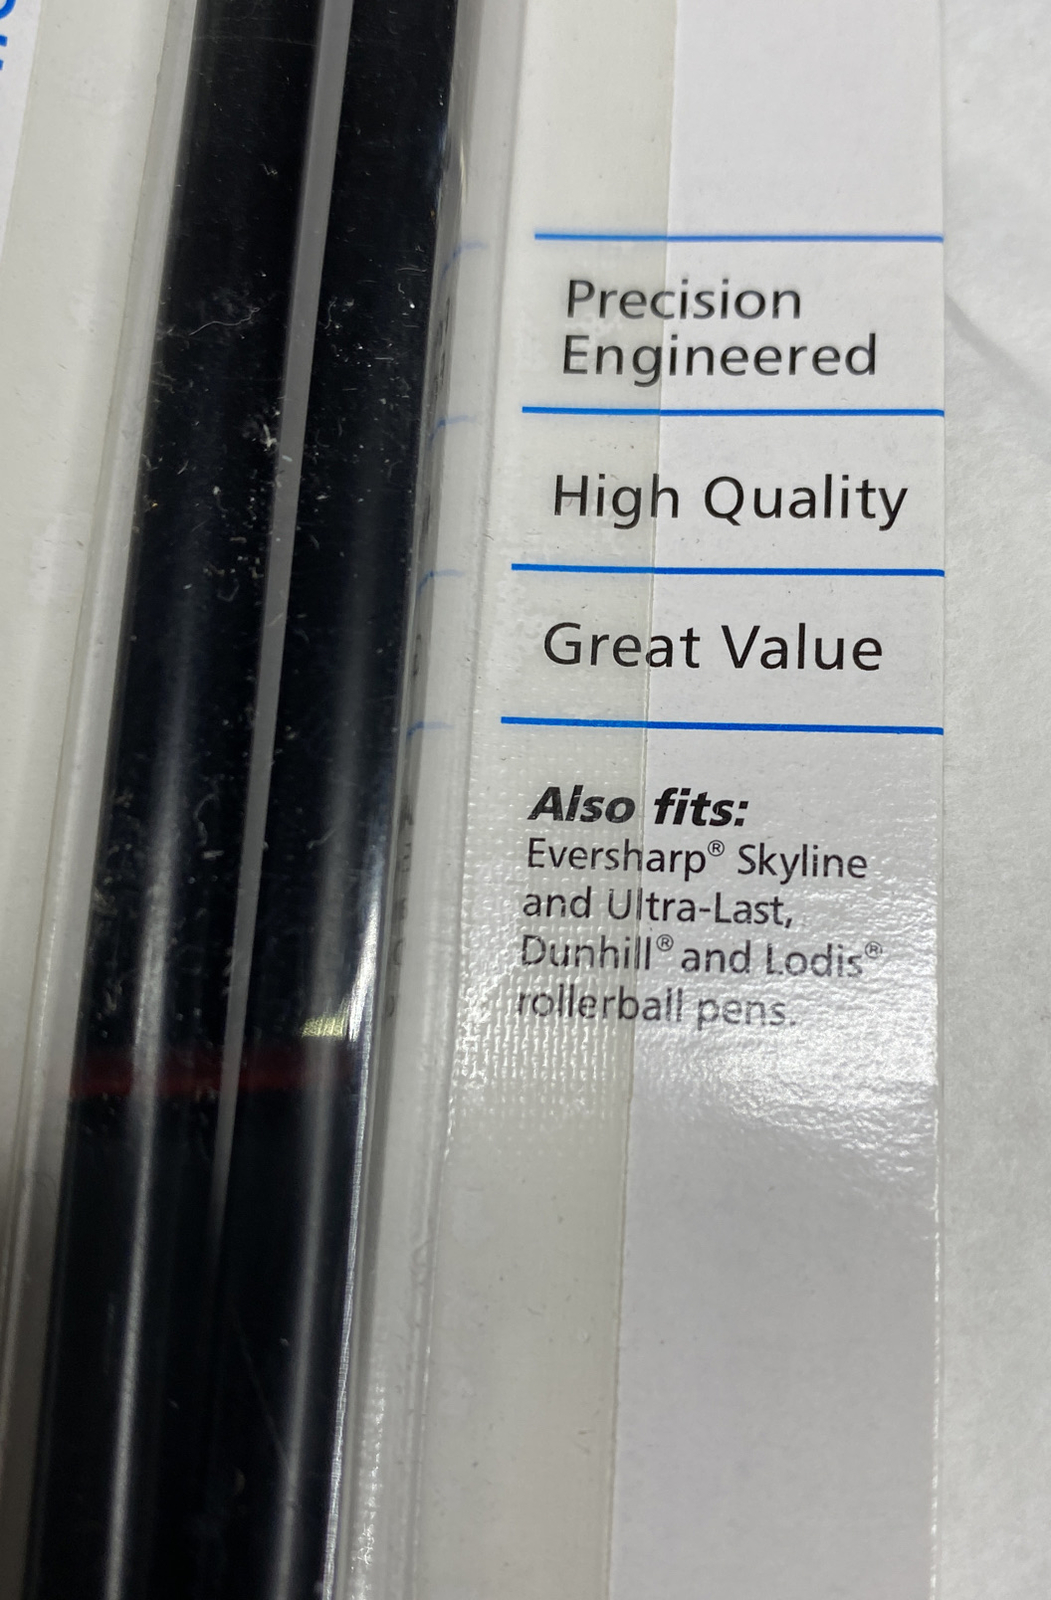 Precision
Engineered
High Quality
Great Value
Also fits:
Eversharp® Skyline
and Ultra-Last,
Dunhill® and Lodis®
rollerball pens.